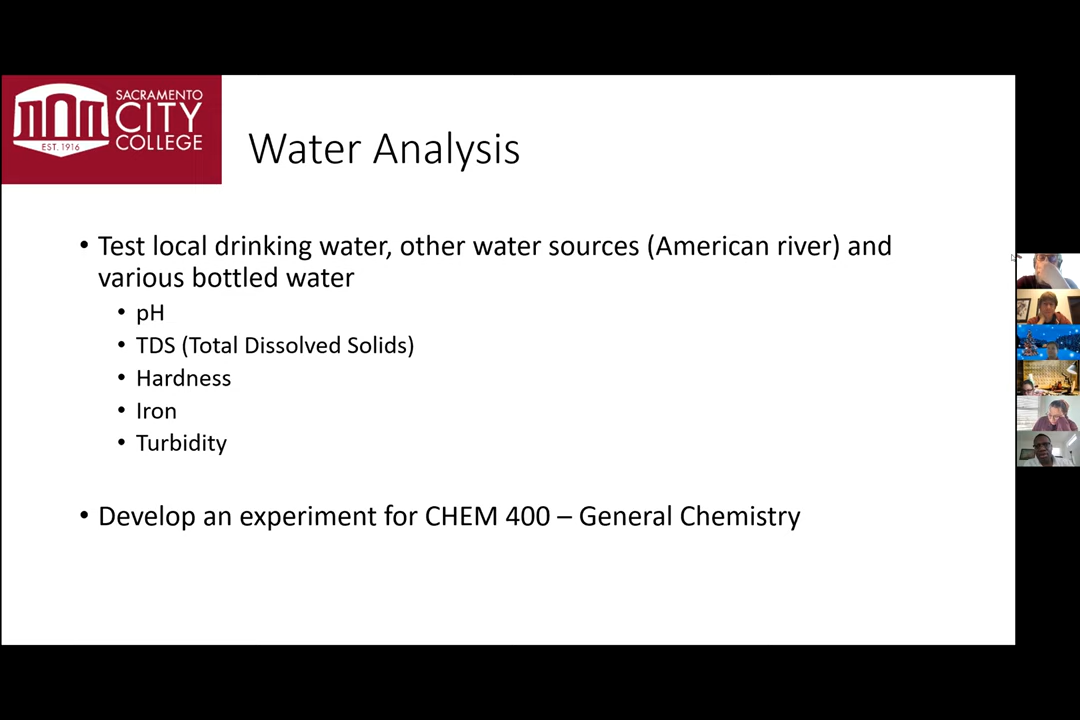 SACRAMENTO
CITY
COLLEGE
EST. 1916
Water Analysis
• Test local drinking water, other water sources (American river) and
various bottled water
• pH
• TDS (Total Dissolved Solids)
• Hardness
• Iron
• Turbidity
• Develop an experiment for CHEM 400 – General Chemistry